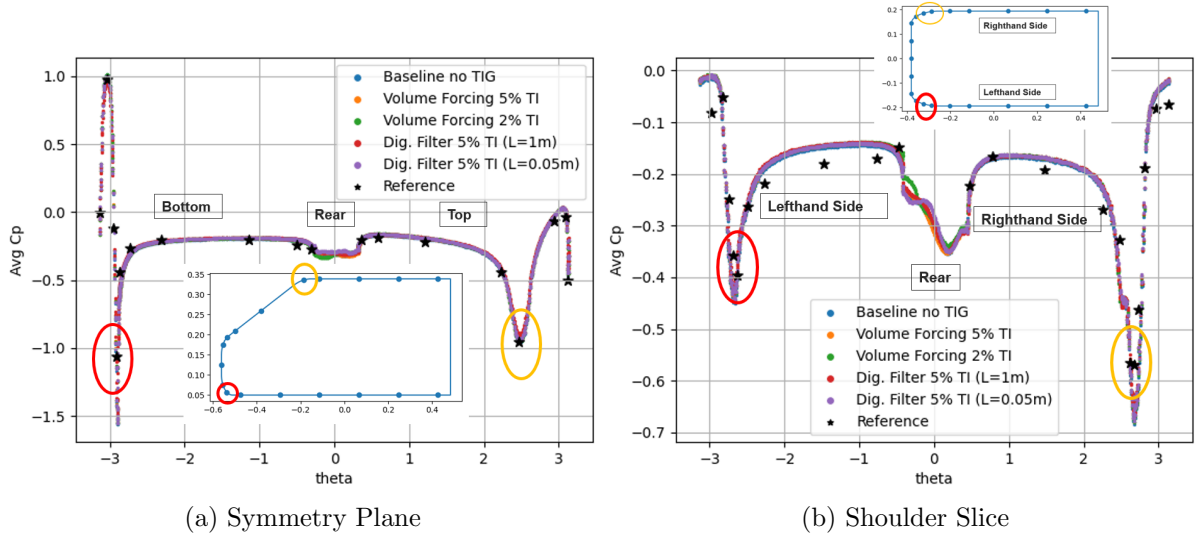 1.0
0.5
0.0
−0.5
−1.0
−1.5
Avg Cp
−3
−2
−1
0
1
2
3
theta
Baseline no TIG
Volume Forcing 5% TI
Volume Forcing 2% TI
Dig. Filter 5% TI (L=1m)
Dig. Filter 5% TI (L=0.05m)
Reference
Bottom
Rear
Top
0.35
0.30
0.25
0.20
0.15
0.10
0.05
−0.6
−0.4
−0.2
0.0
0.2
0.4
(a) Symmetry Plane
0.2
0.1
0.0
−0.1
−0.2
−0.4
−0.2
0.0
0.2
0.4
Righthand Side
Lefthand Side
0.0
−0.1
−0.2
−0.3
−0.4
−0.5
−0.6
−0.7
Avg Cp
Lefthand Side
Righthand Side
Rear
Baseline no TIG
Volume Forcing 5% TI
Volume Forcing 2% TI
Dig. Filter 5% TI (L=1m)
Dig. Filter 5% TI (L=0.05m)
Reference
−3
−2
−1
0
1
2
3
theta
(b) Shoulder Slice